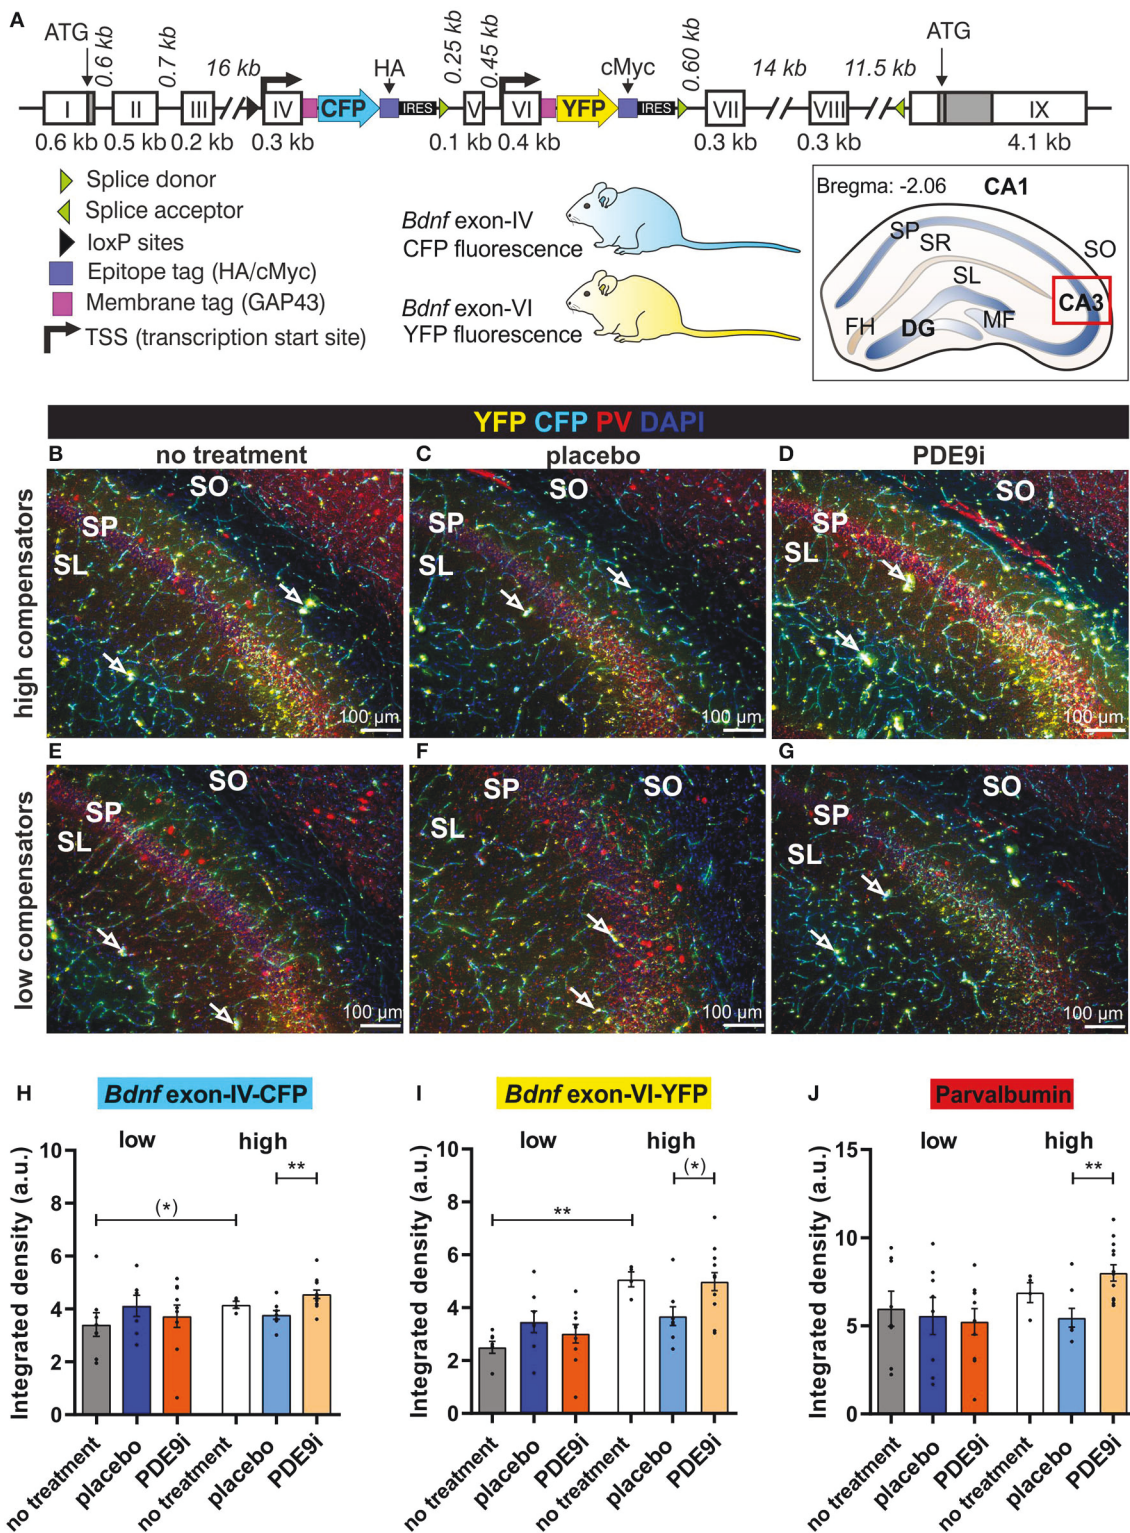 A
ATG
0.6 kb
0.7 kb
16 kb
HA
0.25 kb
0.45 kb
cMyc
0.60 kb
14 kb
11.5 kb
ATG
I II III IV CFP IRES V VI YFP IRES VII VIII IX
0.6 kb 0.5 kb 0.2 kb 0.3 kb 0.1 kb 0.4 kb 0.3 kb 0.3 kb 4.1 kb
Splice donor
Splice acceptor
loxP sites
Epitope tag (HA/cMyc)
Membrane tag (GAP43)
TSS (transcription start site)
Bdnf exon-IV
CFP fluorescence
Bdnf exon-VI
YFP fluorescence
Bregma: -2.06 CA1
SP
SR
SO
SL
CA3
FH
DG
MF
YFP CFP PV DAPI
B no treatment
C placebo
D PDE9i
high compensators
SO
SP
SL
100 µm
SO
SP
SL
100 µm
SO
SP
SL
100 µm
low compensators
E
SO
SP
SL
100 µm
F
SP
SO
SL
100 µm
G
SO
SP
SL
100 µm
H Bdnf exon-IV-CFP
low high
Integrated density (a.u.)
10
8
6
4
2
0
(*)
**
no treatment
placebo
PDE9i
no treatment
placebo
PDE9i
I Bdnf exon-VI-YFP
low high
Integrated density (a.u.)
10
8
6
4
2
0
**
(*)
no treatment
placebo
PDE9i
no treatment
placebo
PDE9i
J Parvalbumin
low high
Integrated density (a.u.)
15
10
5
0
**
no treatment
placebo
PDE9i
no treatment
placebo
PDE9i